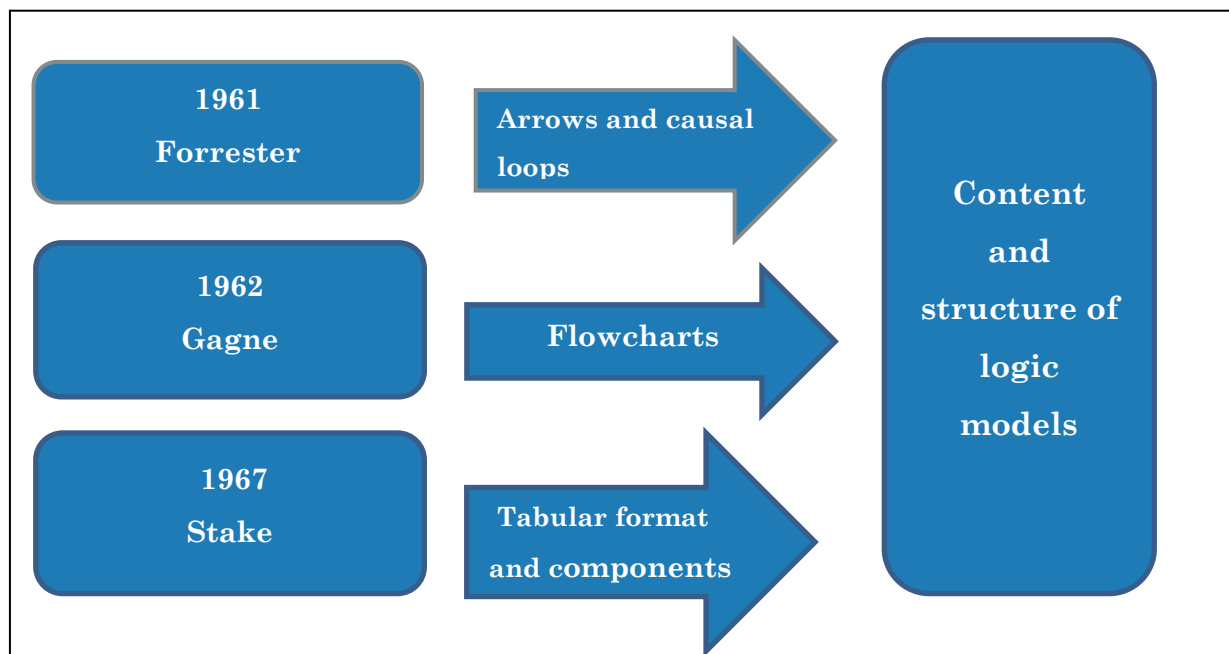 1961
Forrester
Arrows and causal
loops
1962
Gagne
Flowcharts
1967
Stake
Tabular format
and components
Content
and
structure of
logic
models